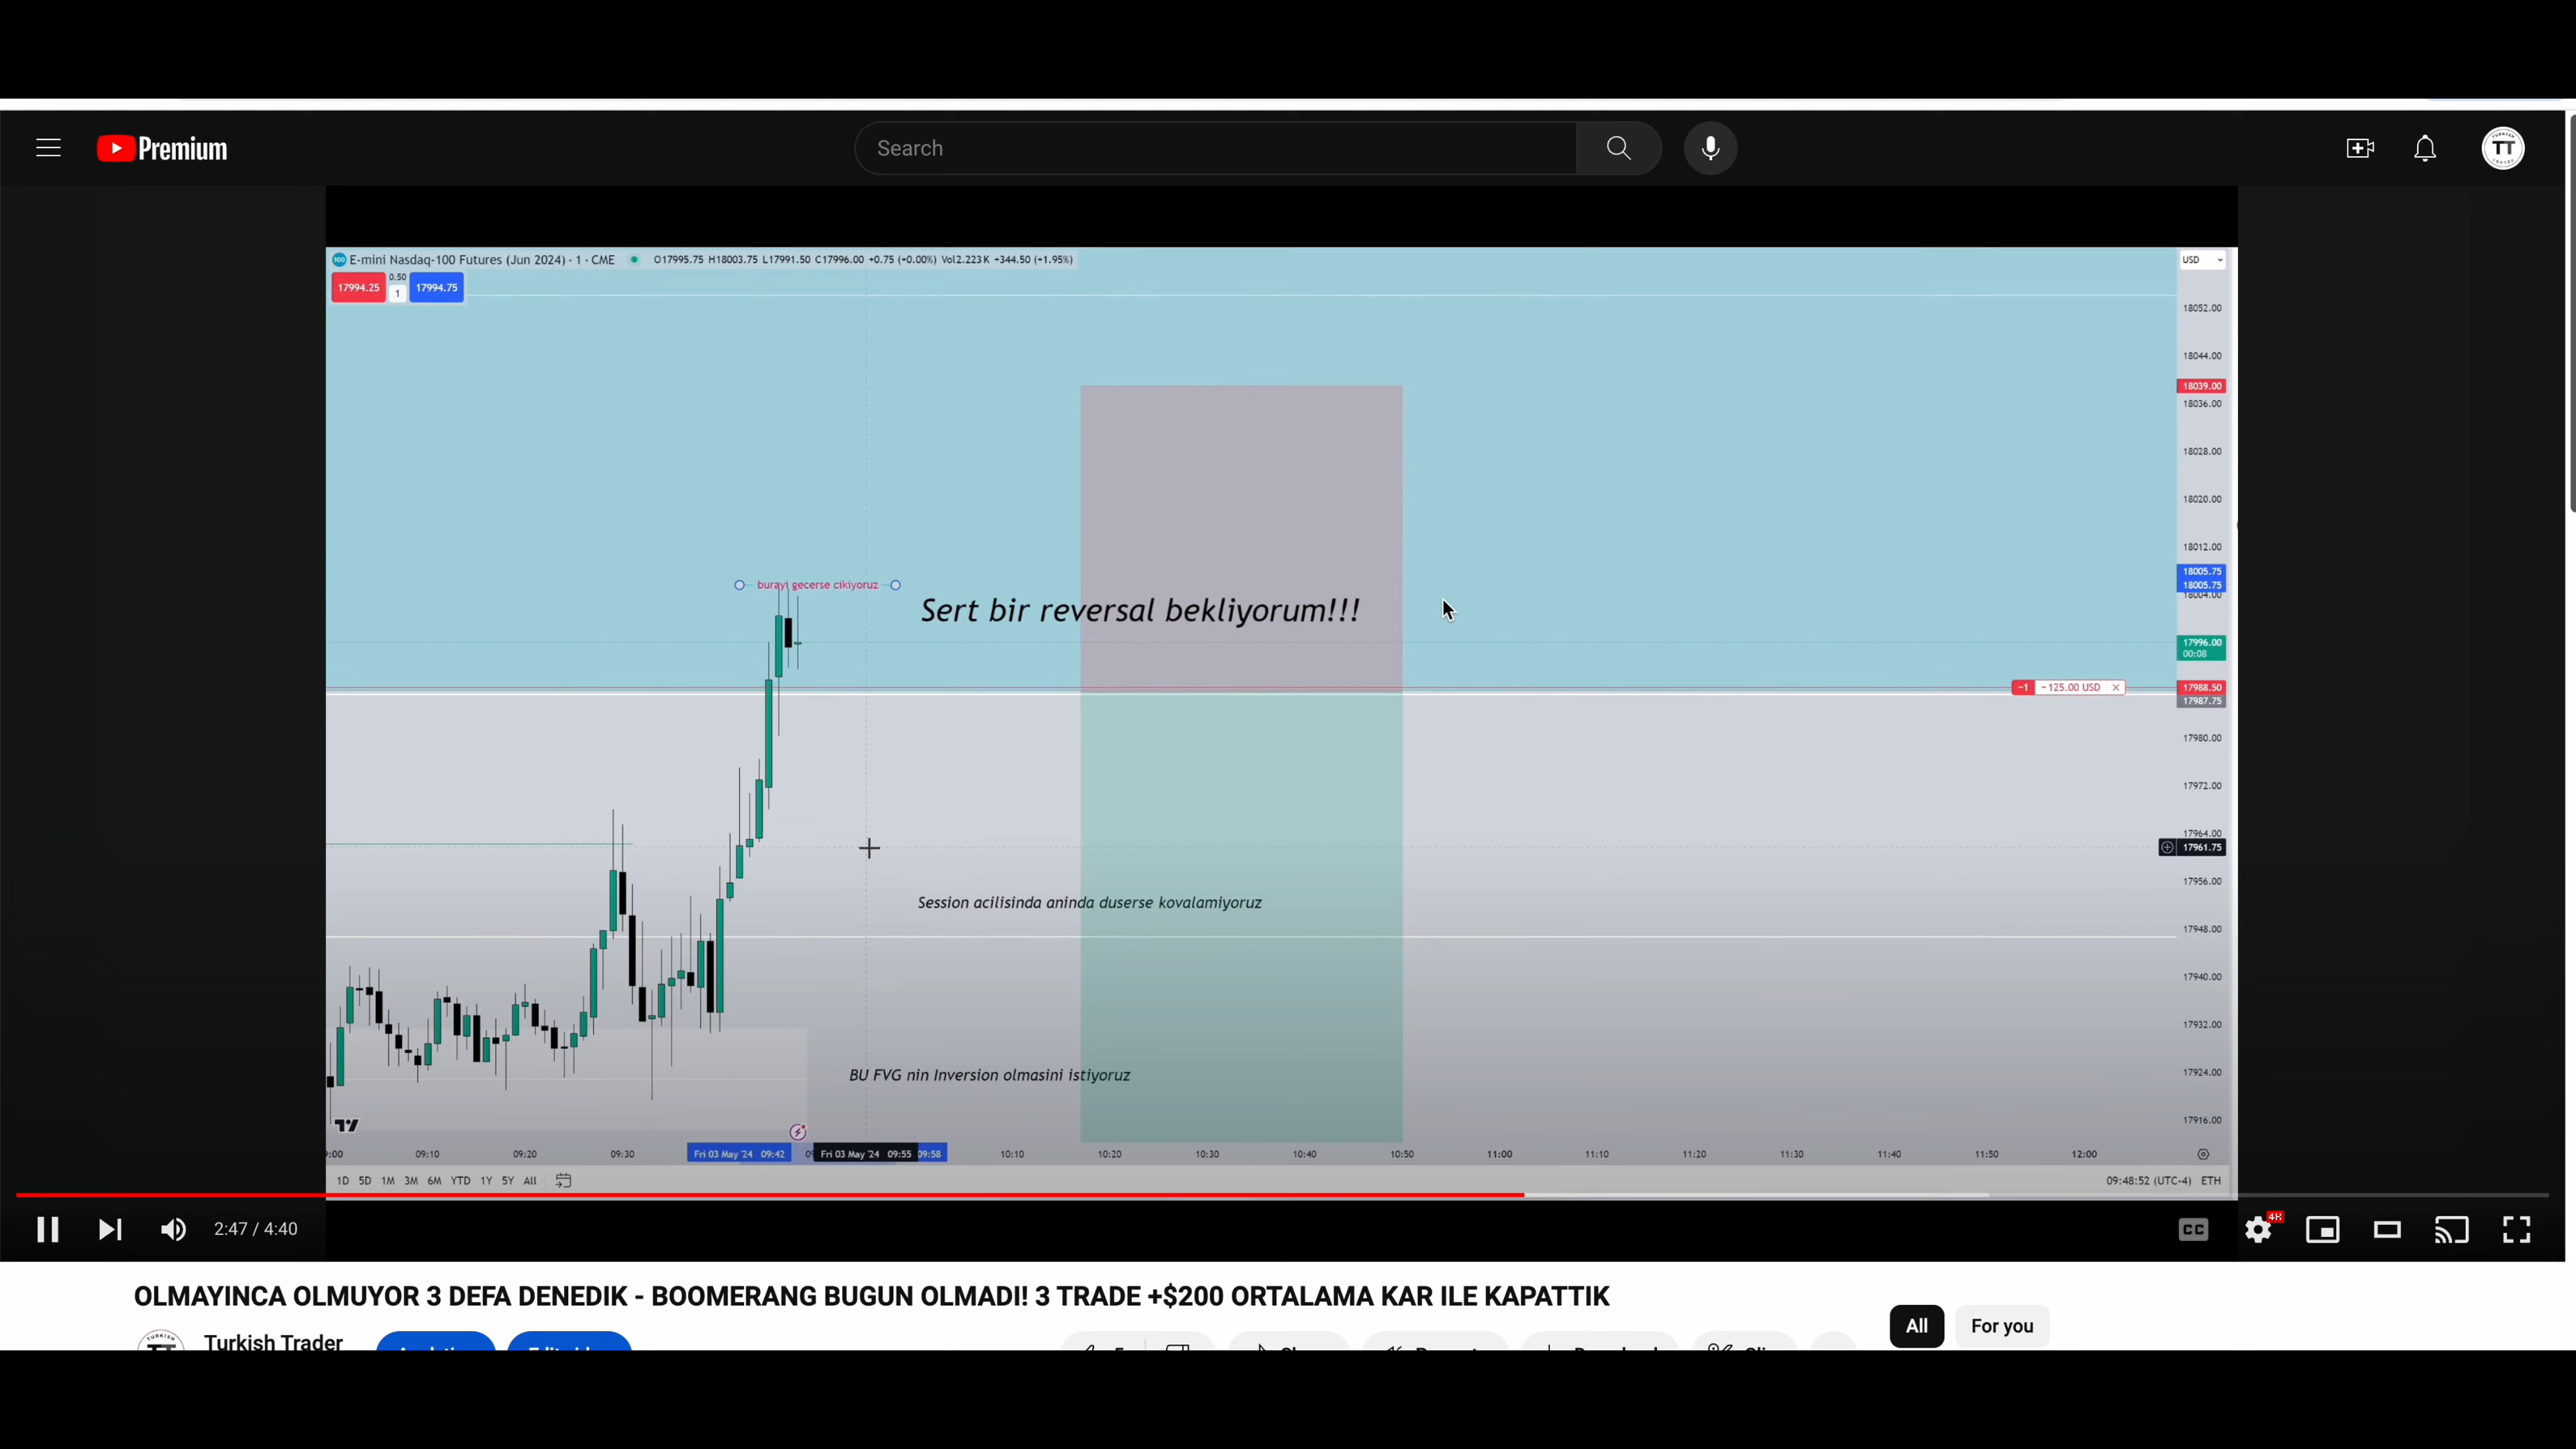 Premium
Search
TT
E-mini Nasdaq-100 Futures (Jun 2024) · 1 · CME
O17995.75 H18003.75 L17991.50 C17996.00 +0.75 (+0.00%) Vol2.223 K +344.50 (+1.95%)
USD
17994.25
0.50
1
17994.75
18052.00
18044.00
18039.00
18036.00
18028.00
18020.00
18012.00
18005.75
18005.75
18004.00
burayi gecerse cikiyoruz
Sert bir reversal bekliyorum!!!
17996.00
00:08
−1 −125.00 USD ×
17988.50
17987.75
17980.00
17972.00
17964.00
17961.75
17956.00
Session acilisinda aninda duserse kovalamiyoruz
17948.00
17940.00
17932.00
BU FVG nin Inversion olmasini istiyoruz
17924.00
17916.00
:00 09:10 09:20 09:30 Fri 03 May '24 09:42 Fri 03 May '24 09:55 09:58 10:10 10:20 10:30 10:40 10:50 11:00 11:10 11:20 11:30 11:40 11:50 12:00
1D 5D 1M 3M 6M YTD 1Y 5Y All
09:48:52 (UTC-4) ETH
2:47 / 4:40
CC
4K
OLMAYINCA OLMUYOR 3 DEFA DENEDIK - BOOMERANG BUGUN OLMADI! 3 TRADE +$200 ORTALAMA KAR ILE KAPATTIK
All
For you
Turkish Trader